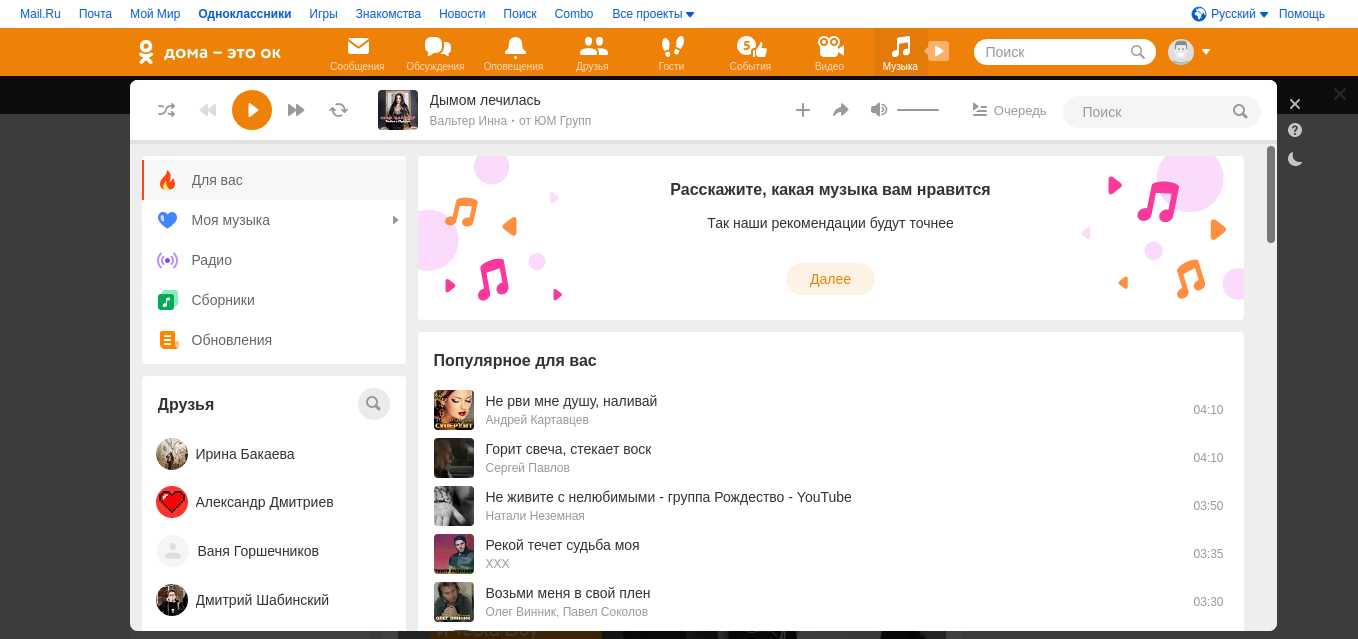 Mail.Ru Почта Мой Мир Одноклассники Игры Знакомства Новости Поиск Combo Все проекты Русский Помощь
дома – это ок
5
Сообщения Обсуждения Оповещения Друзья Гости События Видео Музыка Поиск
Дымом лечилась
Вальтер Инна • от ЮМ Групп
Очередь
Поиск
Для вас
Моя музыка
Радио
Сборники
Обновления
Друзья
Ирина Бакаева
Александр Дмитриев
Ваня Горшечников
Дмитрий Шабинский
Расскажите, какая музыка вам нравится
Так наши рекомендации будут точнее
Далее
Популярное для вас
СУПЕРХИТ
Не рви мне душу, наливай
Андрей Картавцев
04:10
Горит свеча, стекает воск
Сергей Павлов
04:10
Не живите с нелюбимыми - группа Рождество - YouTube
Натали Неземная
03:50
Рекой течет судьба моя
XXX
03:35
Возьми меня в свой плен
Олег Винник, Павел Соколов
03:30
ОЛЕГ ВИННИК